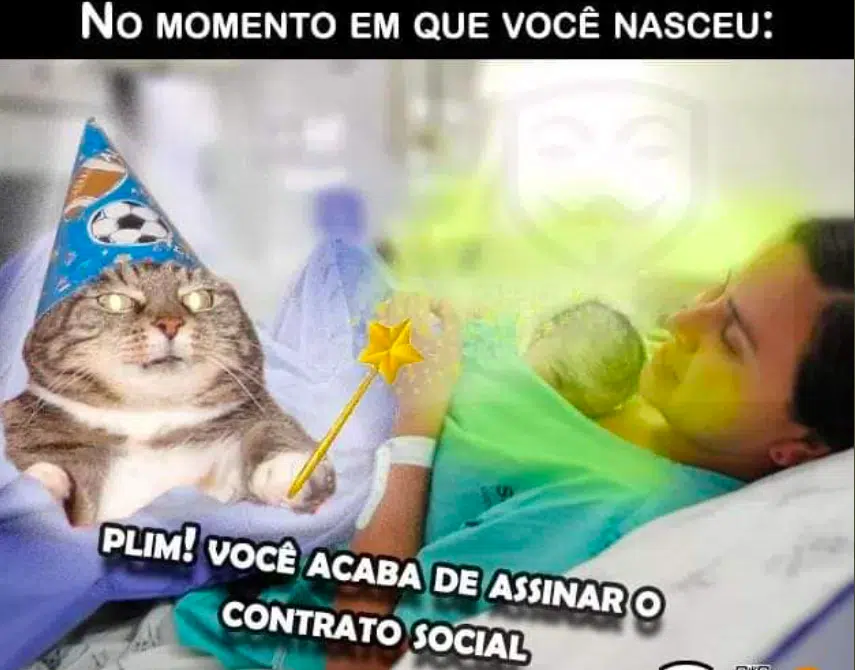 No momento em que você nasceu:
PLIM! VOCÊ ACABA DE ASSINAR O
CONTRATO SOCIAL